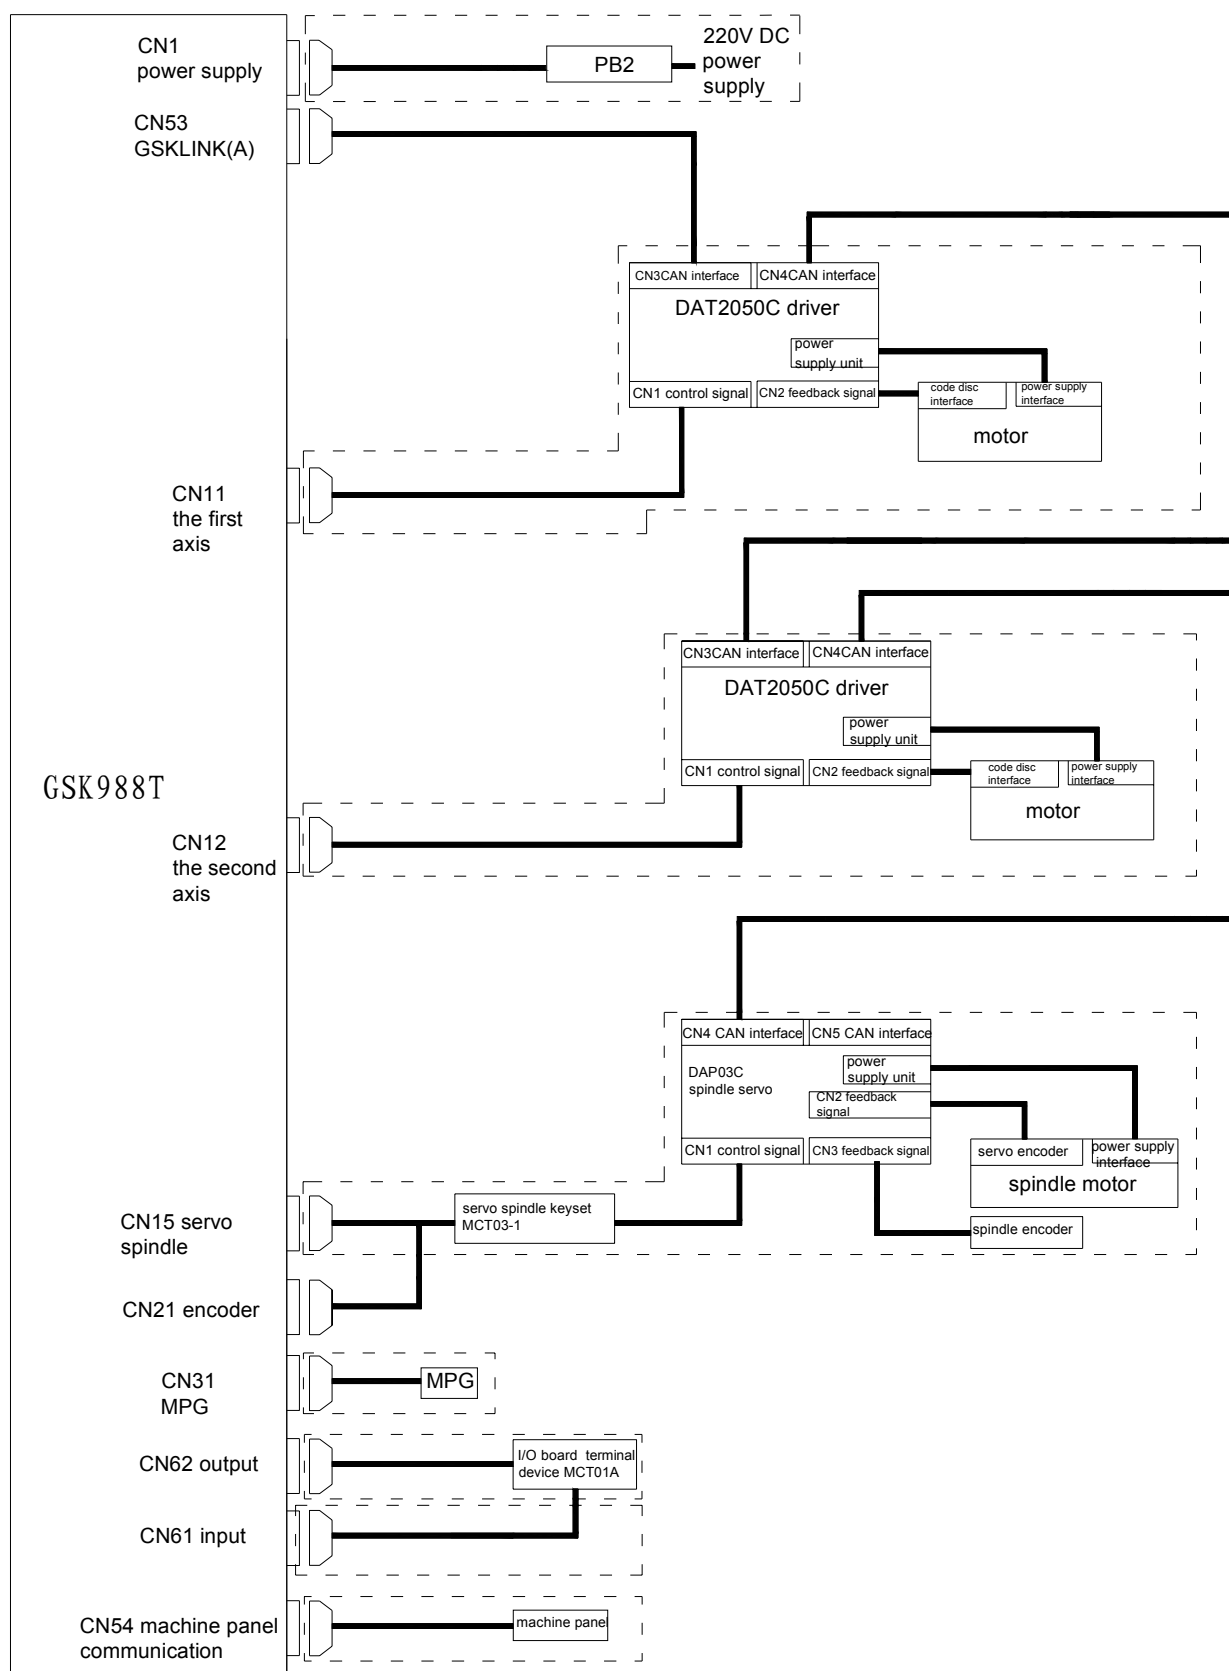 CN1
power supply
PB2
220V DC
power
supply
CN53
GSKLINK(A)
CN3CAN interface
CN4CAN interface
DAT2050C driver
power
supply unit
CN1 control signal
CN2 feedback signal
code disc
interface
power supply
interface
motor
CN11
the first
axis
CN3CAN interface
CN4CAN interface
DAT2050C driver
power
supply unit
CN1 control signal
CN2 feedback signal
code disc
interface
power supply
interface
motor
GSK988T
CN12
the second
axis
CN4 CAN interface
CN5 CAN interface
DAP03C
spindle servo
power
supply unit
CN2 feedback
signal
CN1 control signal
CN3 feedback signal
servo encoder
power supply
interface
spindle motor
spindle encoder
CN15 servo
spindle
servo spindle keyset
MCT03-1
CN21 encoder
CN31
MPG
MPG
CN62 output
I/O board terminal
device MCT01A
CN61 input
CN54 machine panel
communication
machine panel